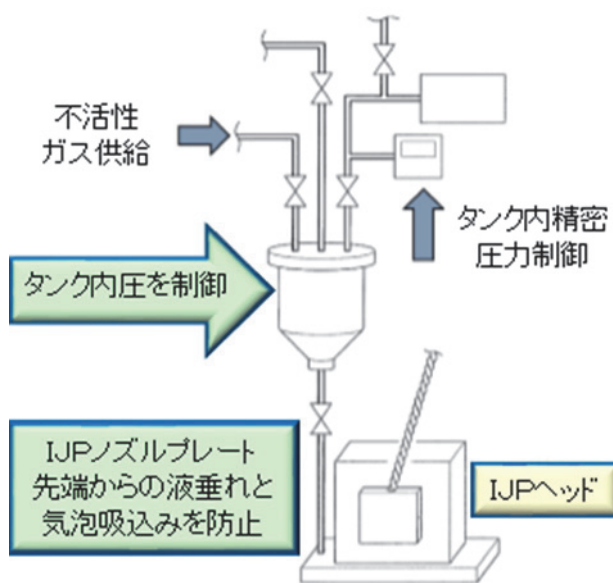 不活性
ガス供給
タンク内精密
圧力制御
タンク内圧を制御
IJPノズルプレート
先端からの液垂れと
気泡吸込みを防止
IJPヘッド